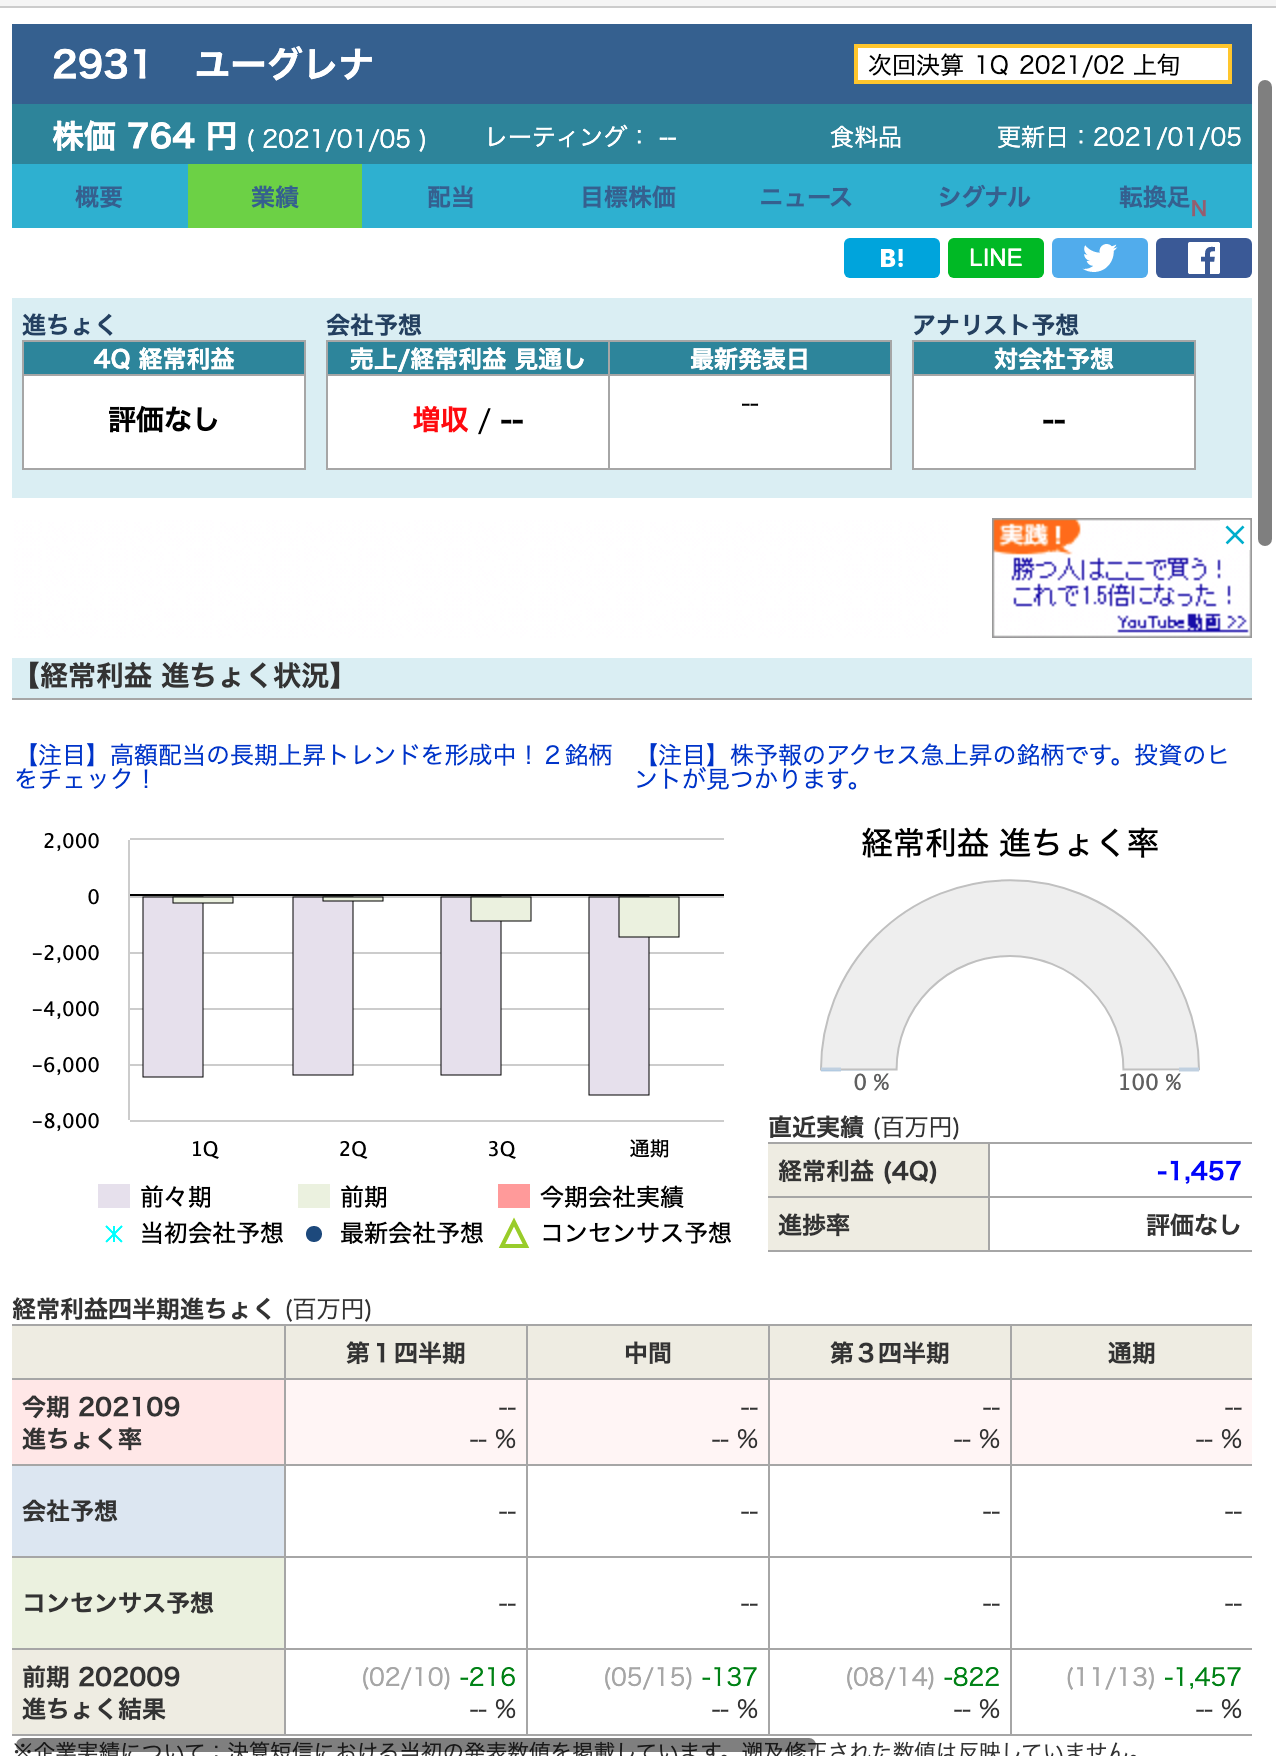 2931 ユーグレナ
次回決算 1Q 2021/02 上旬
株価 764 円 ( 2021/01/05 ) レーティング： -- 食料品 更新日：2021/01/05
概要 業績 配当 目標株価 ニュース シグナル 転換足N
B! LINE
進ちょく 会社予想 アナリスト予想
4Q 経常利益 売上/経常利益 見通し 最新発表日 対会社予想
評価なし 増収 / -- -- --
実践！
勝つ人はここで買う！
これで1.5倍になった！
YouTube動画 >>
【経常利益 進ちょく状況】
【注目】高額配当の長期上昇トレンドを形成中！２銘柄
をチェック！
【注目】株予報のアクセス急上昇の銘柄です。投資のヒ
ントが見つかります。
2,000
0
-2,000
-4,000
-6,000
-8,000
1Q 2Q 3Q 通期
前々期 前期 今期会社実績
当初会社予想 最新会社予想 コンセンサス予想
経常利益 進ちょく率
0 % 100 %
直近実績 (百万円)
経常利益 (4Q) -1,457
進捗率 評価なし
経常利益四半期進ちょく (百万円)
第１四半期 中間 第３四半期 通期
今期 202109 -- -- -- --
進ちょく率 -- % -- % -- % -- %
会社予想 -- -- -- --
コンセンサス予想 -- -- -- --
前期 202009 (02/10) -216 (05/15) -137 (08/14) -822 (11/13) -1,457
進ちょく結果 -- % -- % -- % -- %
※企業実績について：決算短信における当初の発表数値を掲載しています。遡及修正された数値は反映していません。